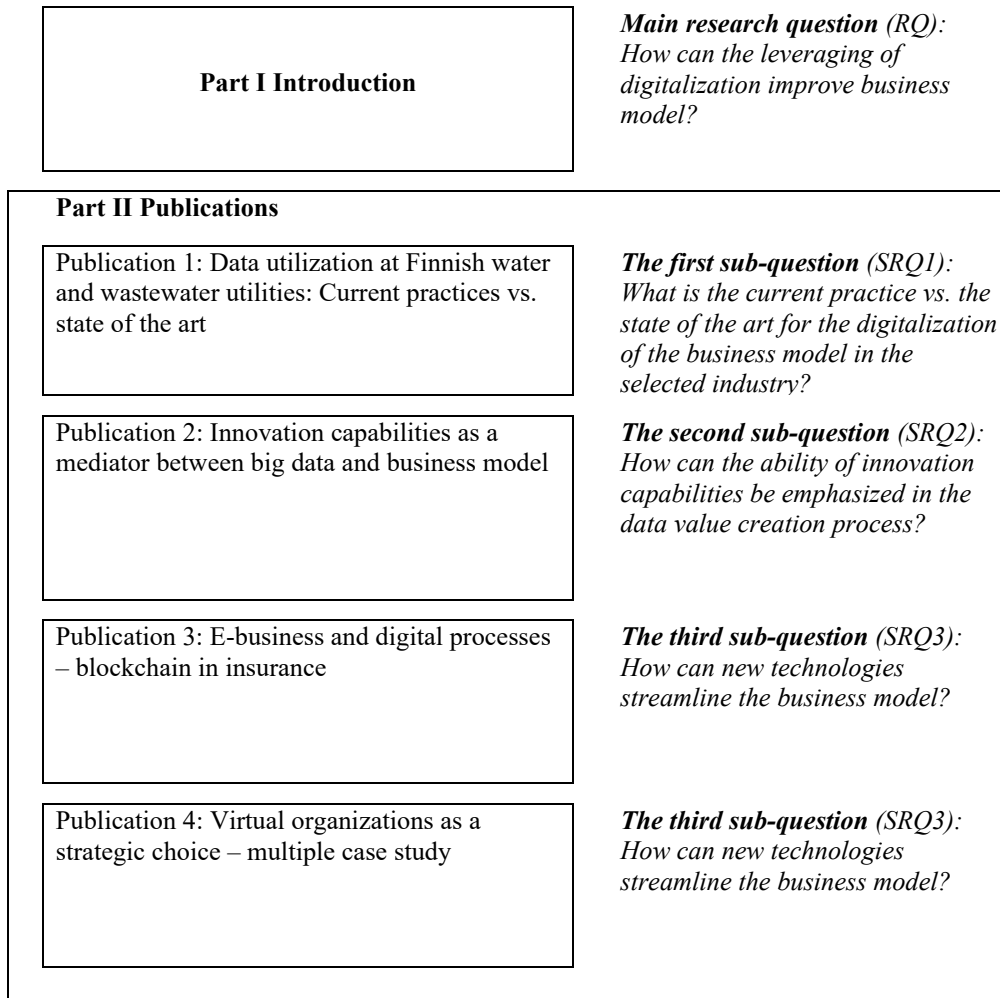 Part I Introduction
Main research question (RQ):
How can the leveraging of
digitalization improve business
model?
Part II Publications
Publication 1: Data utilization at Finnish water
and wastewater utilities: Current practices vs.
state of the art
The first sub-question (SRQ1):
What is the current practice vs. the
state of the art for the digitalization
of the business model in the
selected industry?
Publication 2: Innovation capabilities as a
mediator between big data and business model
The second sub-question (SRQ2):
How can the ability of innovation
capabilities be emphasized in the
data value creation process?
Publication 3: E-business and digital processes
– blockchain in insurance
The third sub-question (SRQ3):
How can new technologies
streamline the business model?
Publication 4: Virtual organizations as a
strategic choice – multiple case study
The third sub-question (SRQ3):
How can new technologies
streamline the business model?